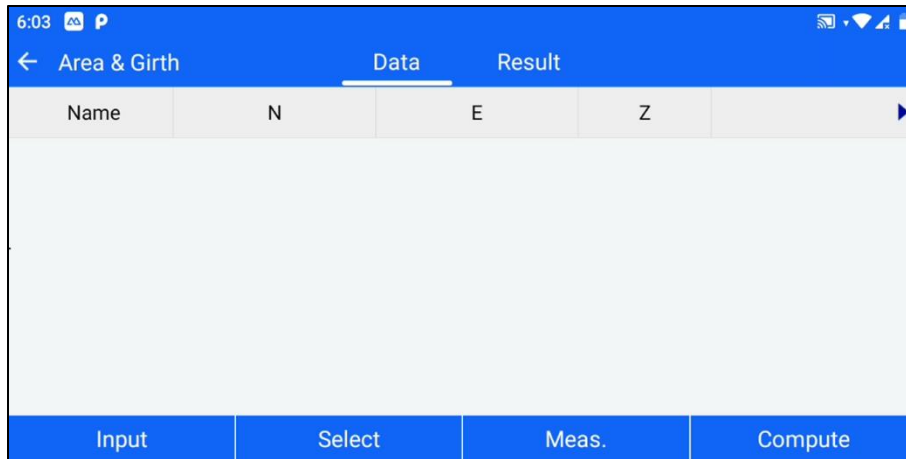 6:03
Area & Girth Data Result
Name N E Z
Input Select Meas. Compute